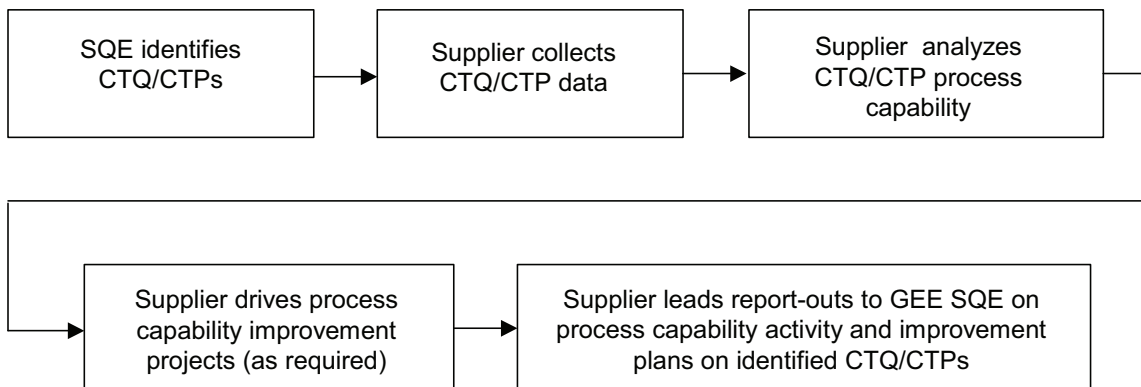 SQE identifies
CTQ/CTPs
Supplier collects
CTQ/CTP data
Supplier analyzes
CTQ/CTP process
capability
Supplier drives process
capability improvement
projects (as required)
Supplier leads report-outs to GEE SQE on
process capability activity and improvement
plans on identified CTQ/CTPs